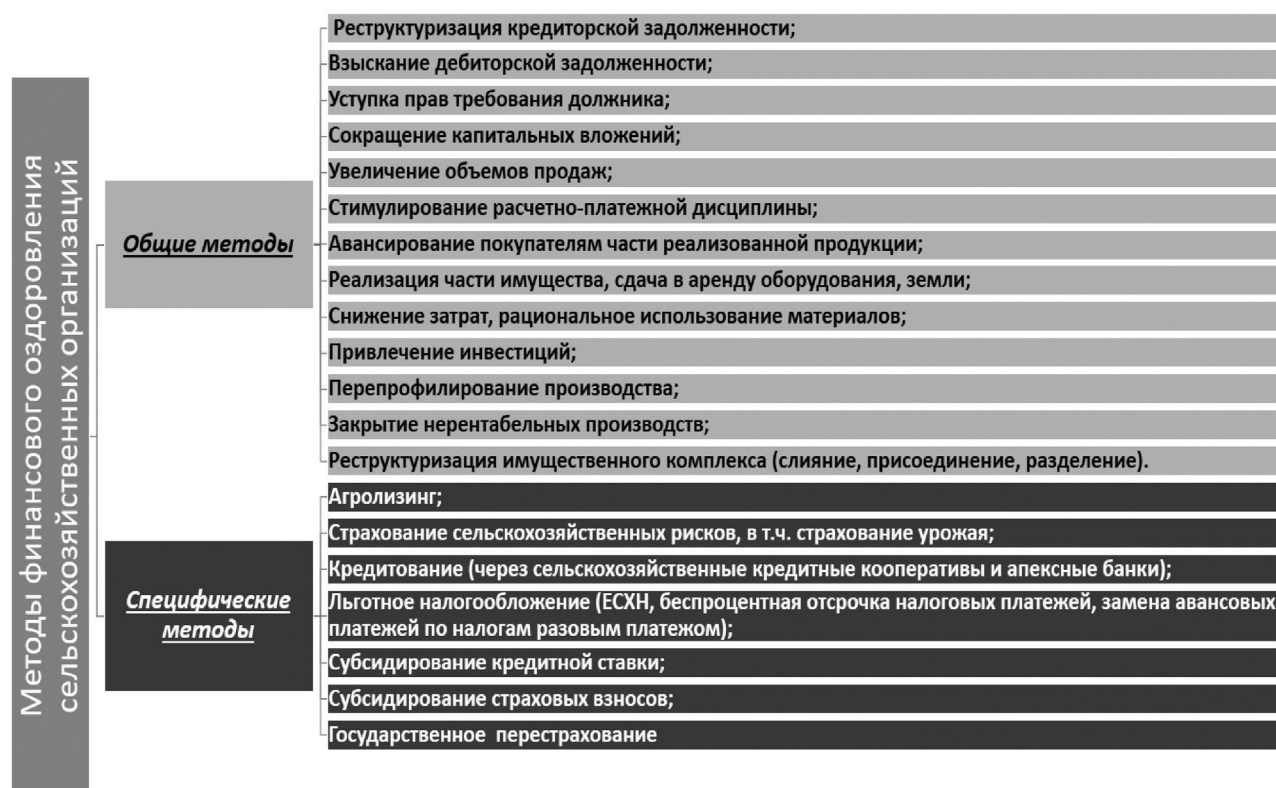 Методы финансового оздоровления
сельскохозяйственных организаций
Общие методы
Реструктуризация кредиторской задолженности;
Взыскание дебиторской задолженности;
Уступка прав требования должника;
Сокращение капитальных вложений;
Увеличение объемов продаж;
Стимулирование расчетно-платежной дисциплины;
Авансирование покупателям части реализованной продукции;
Реализация части имущества, сдача в аренду оборудования, земли;
Снижение затрат, рациональное использование материалов;
Привлечение инвестиций;
Перепрофилирование производства;
Закрытие нерентабельных производств;
Реструктуризация имущественного комплекса (слияние, присоединение, разделение).
Специфические
методы
Агролизинг;
Страхование сельскохозяйственных рисков, в т.ч. страхование урожая;
Кредитование (через сельскохозяйственные кредитные кооперативы и апексные банки);
Льготное налогообложение (ЕСХН, беспроцентная отсрочка налоговых платежей, замена авансовых
платежей по налогам разовым платежом);
Субсидирование кредитной ставки;
Субсидирование страховых взносов;
Государственное перестрахование